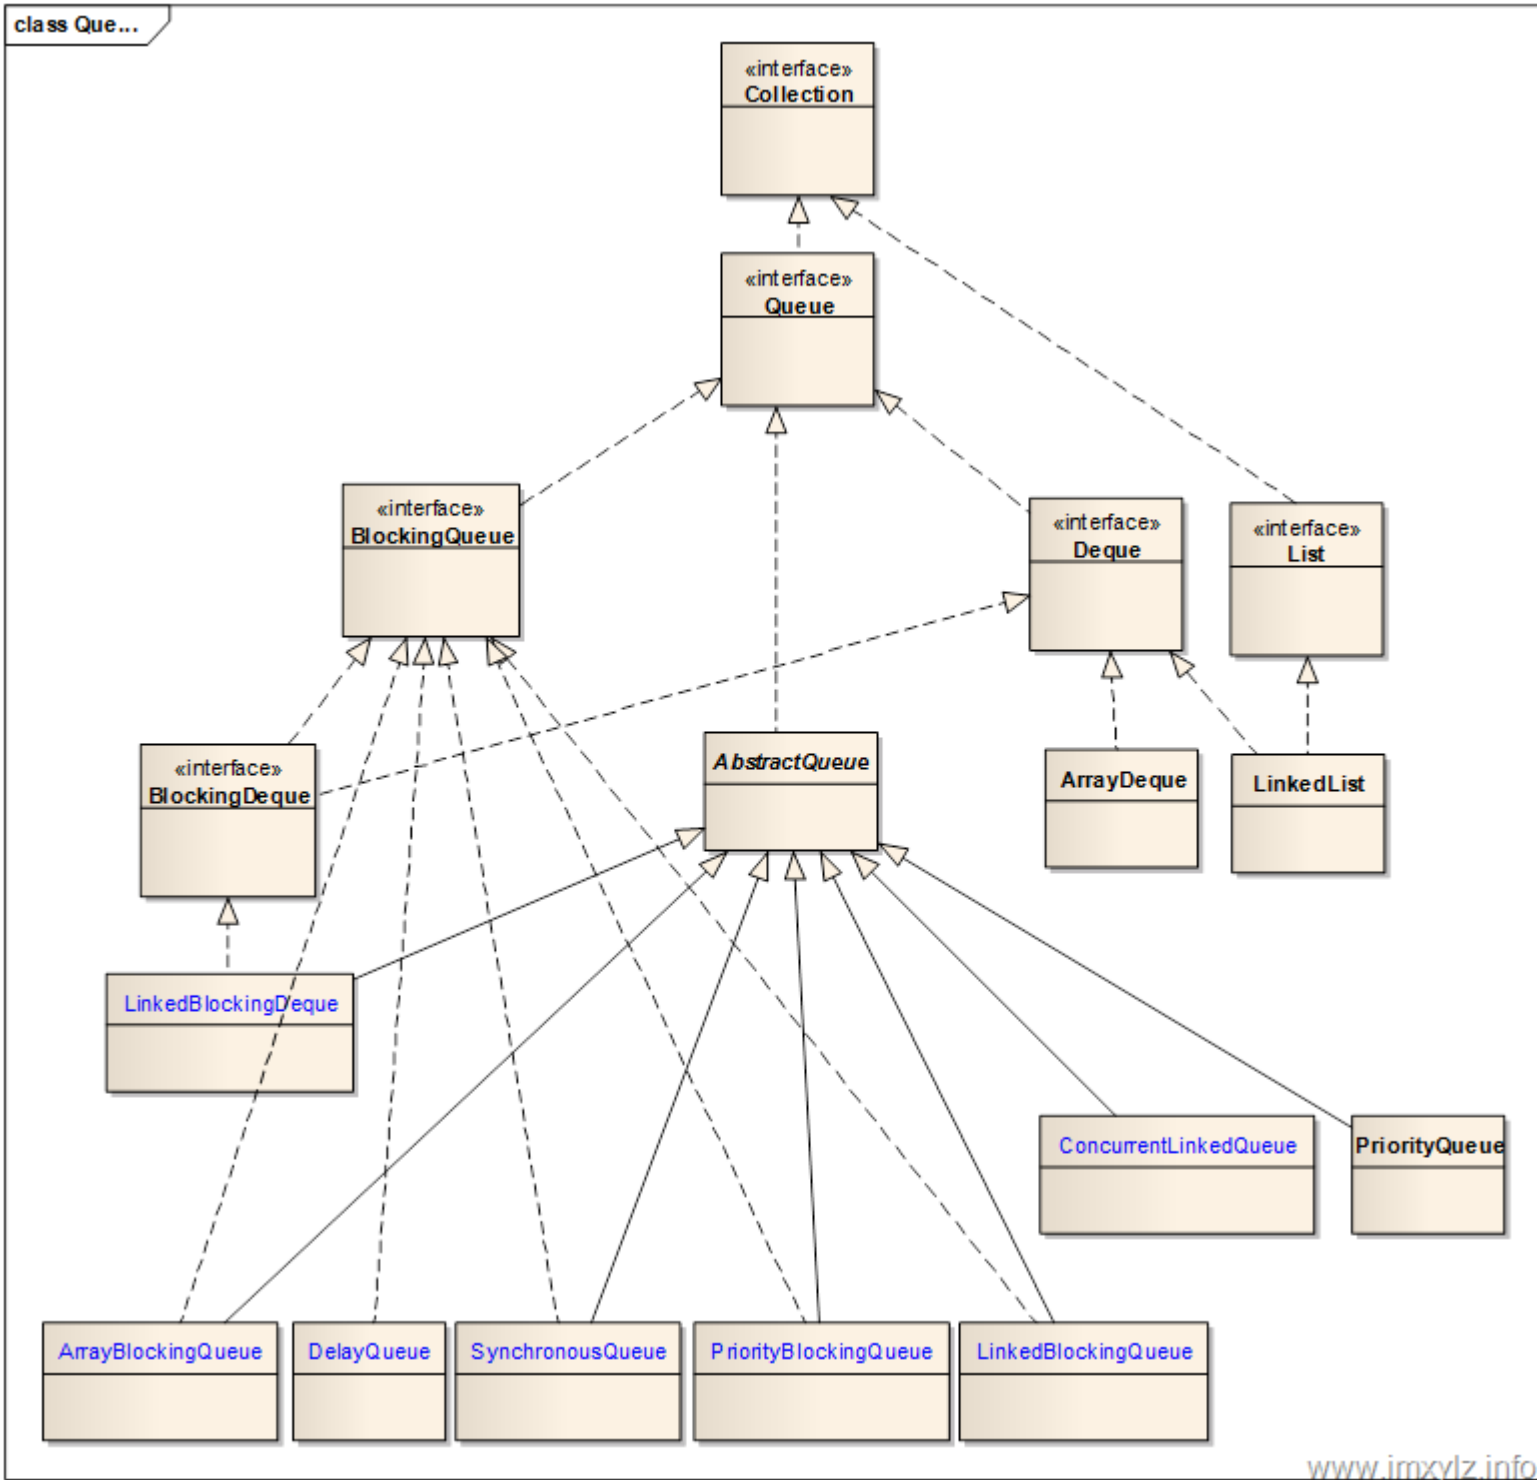 class Que...
«interface»
Collection
«interface»
Queue
«interface»
BlockingQueue
«interface»
Deque
«interface»
List
«interface»
BlockingDeque
AbstractQueue
ArrayDeque
LinkedList
LinkedBlockingDeque
ConcurrentLinkedQueue
PriorityQueue
ArrayBlockingQueue
DelayQueue
SynchronousQueue
PriorityBlockingQueue
LinkedBlockingQueue
www.imxylz.info